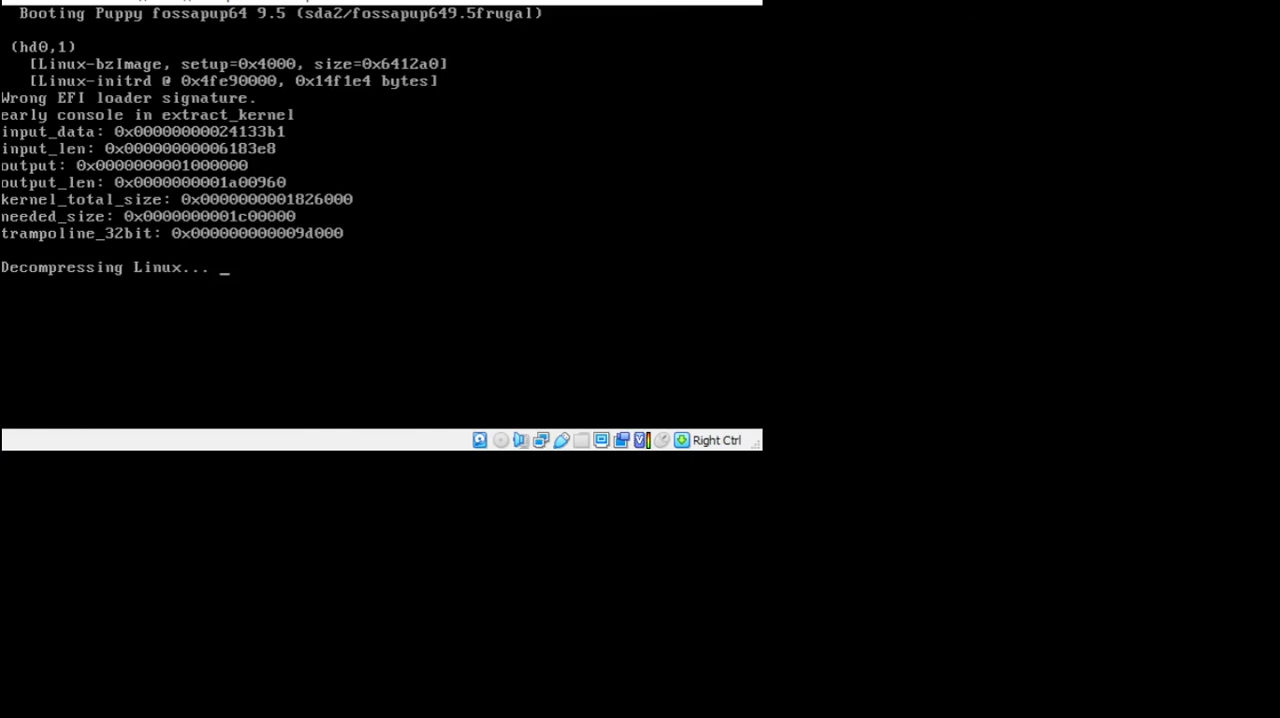 Booting Puppy fossapup64 9.5 (sda2/fossapup649.5frugal)
(hd0,1)
[Linux-bzImage, setup=0x4000, size=0x6412a0]
[Linux-initrd @ 0x4fe90000, 0x14f1e4 bytes]
Wrong EFI loader signature.
early console in extract_kernel
input_data: 0x00000000024133b1
input_len: 0x00000000006183e8
output: 0x0000000001000000
output_len: 0x0000000001a00960
kernel_total_size: 0x0000000001826000
needed_size: 0x0000000001c00000
trampoline_32bit: 0x000000000009d000
Decompressing Linux... _
Right Ctrl